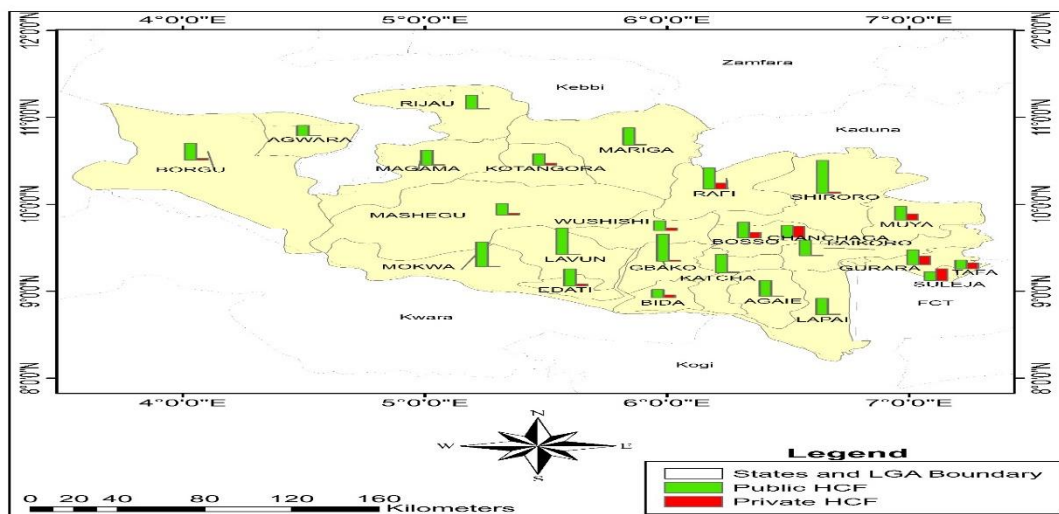 4°0'0"E 5°0'0"E 6°0'0"E 7°0'0"E
12°0'0"N 12°0'0"N
Zamfara
Kebbi
RIJAU
11°0'0"N 11°0'0"N
Kaduna
AGWARA
MARIGA
BORGU
MAGAMA KOTANGORA
RAFI
SHIRORO
10°0'0"N 10°0'0"N
MASHEGU
WUSHISHI
MUYA
BOSSO CHANCHAGA
PAIKORO
LAVUN
GBAKO
MOKWA
GURARA
TAFA
KATCHA
SULEJA
EDATI
9°0'0"N 9°0'0"N
BIDA
AGAIE
FCT
LAPAI
Kwara
Kogi
8°0'0"N 8°0'0"N
4°0'0"E 5°0'0"E 6°0'0"E 7°0'0"E
N
W E
S
Legend
States and LGA Boundary
Public HCF
Private HCF
0 20 40 80 120 160
Kilometers